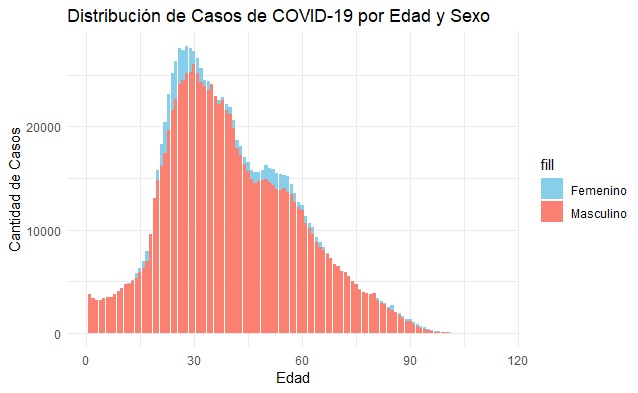 Distribución de Casos de COVID-19 por Edad y Sexo
Cantidad de Casos
20000
10000
0
0 30 60 90 120
Edad
fill
Femenino
Masculino